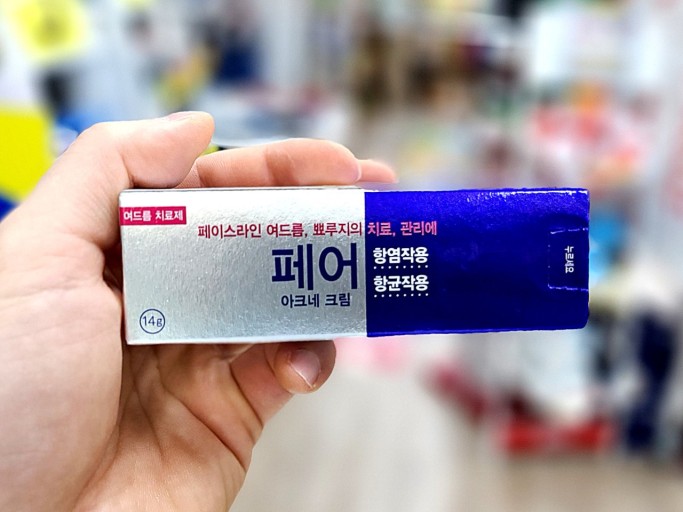 여드름 치료제
페이스라인 여드름, 뾰루지의 치료, 관리에
페어
아크네 크림
항염작용
항균작용
14g
누르세요